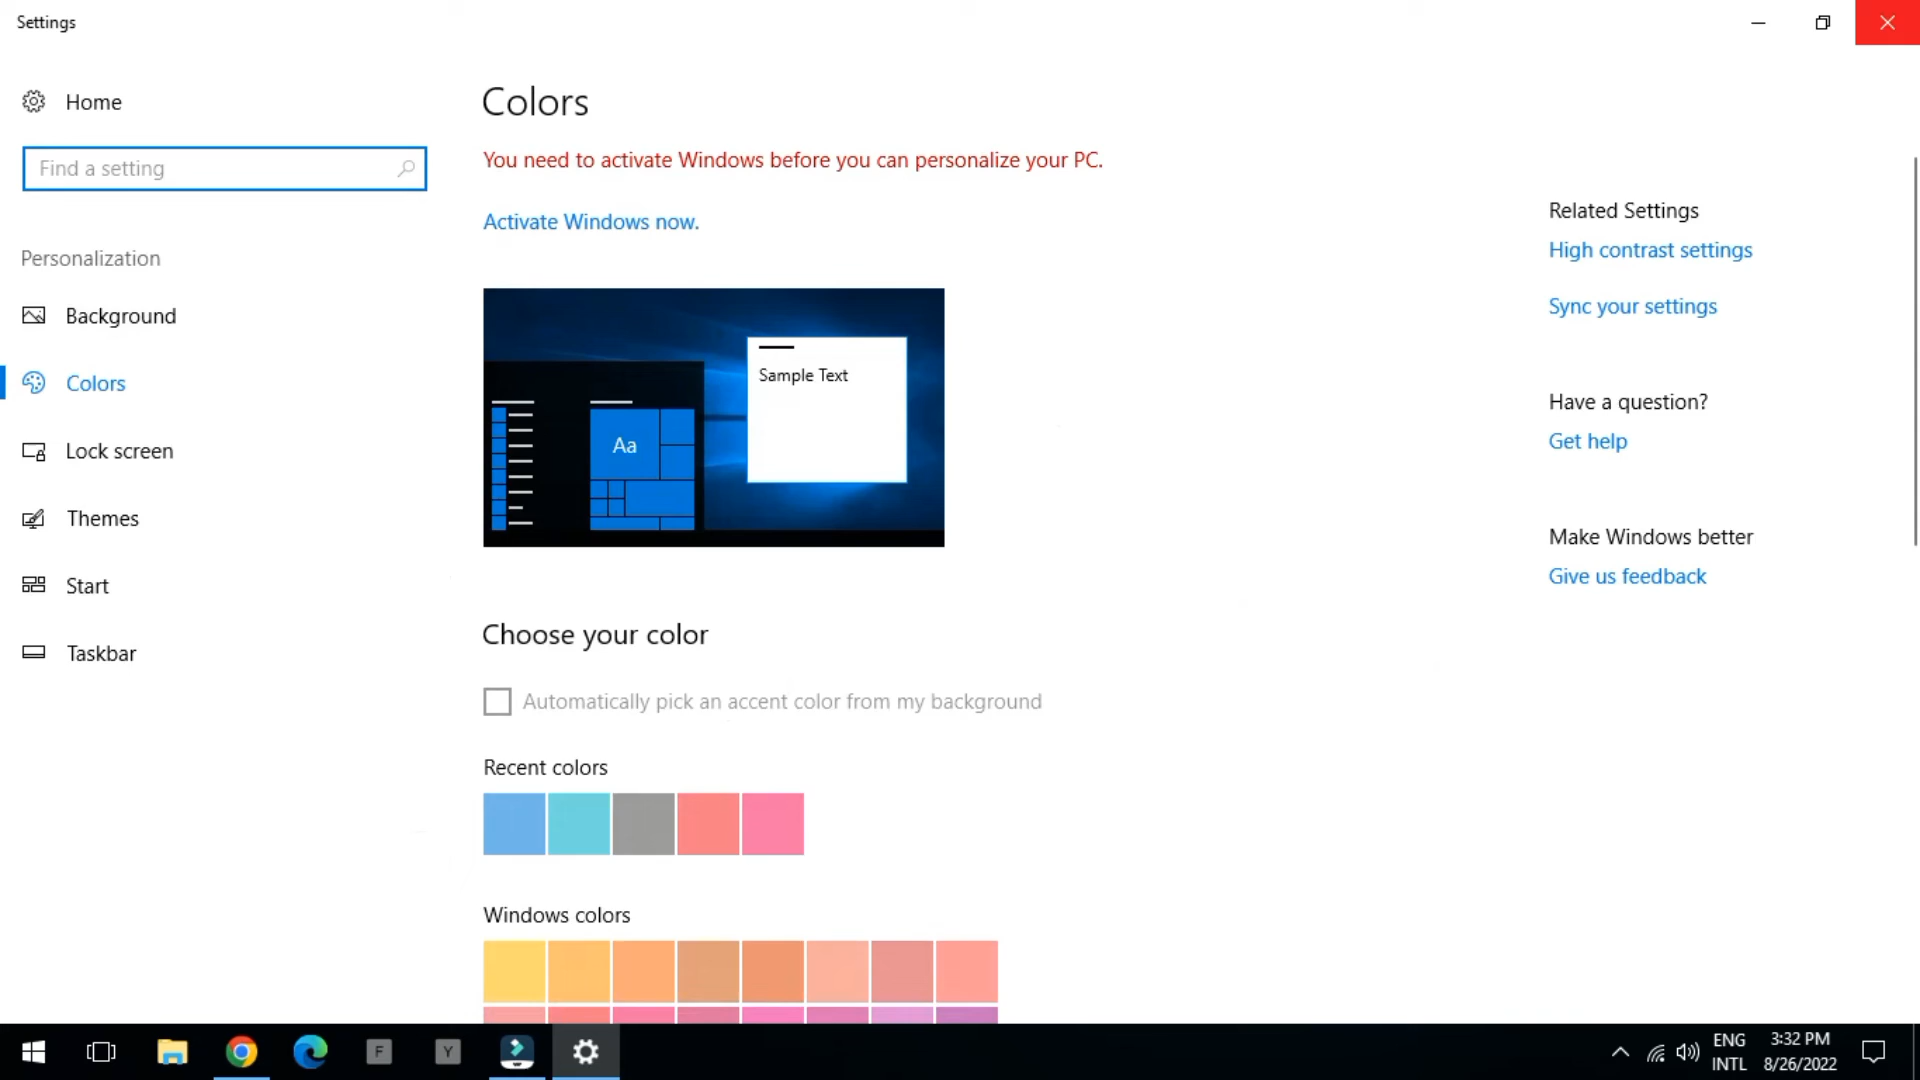 Settings
Home
Find a setting
Personalization
Background
Colors
Lock screen
Themes
Start
Taskbar
Colors
You need to activate Windows before you can personalize your PC.
Activate Windows now.
Sample Text
Aa
Choose your color
Automatically pick an accent color from my background
Recent colors
Windows colors
Related Settings
High contrast settings
Sync your settings
Have a question?
Get help
Make Windows better
Give us feedback
F
Y
ENG
INTL
3:32 PM
8/26/2022